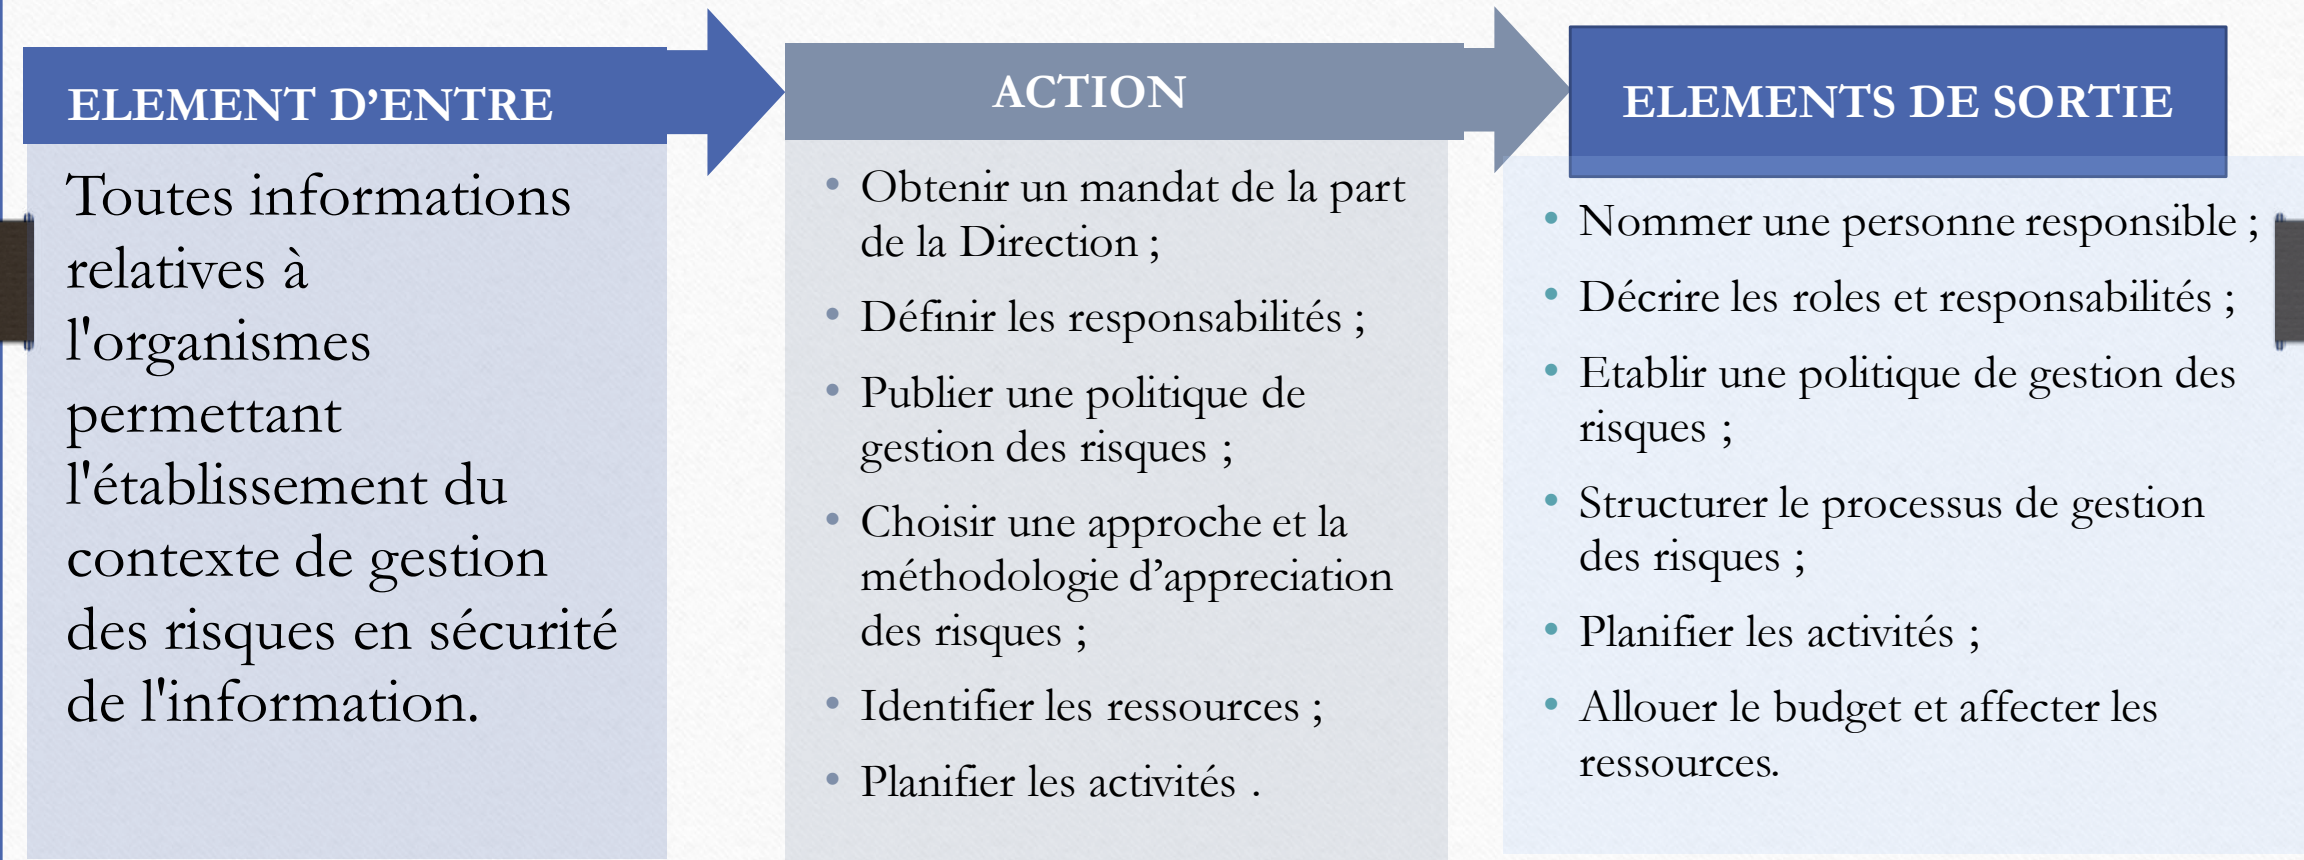 ELEMENT D’ENTRE
Toutes informations
relatives à
l'organismes
permettant
l'établissement du
contexte de gestion
des risques en sécurité
de l'information.
ACTION
• Obtenir un mandat de la part
de la Direction ;
• Définir les responsabilités ;
• Publier une politique de
gestion des risques ;
• Choisir une approche et la
méthodologie d’appreciation
des risques ;
• Identifier les ressources ;
• Planifier les activités .
ELEMENTS DE SORTIE
• Nommer une personne responsible ;
• Décrire les roles et responsabilités ;
• Etablir une politique de gestion des
risques ;
• Structurer le processus de gestion
des risques ;
• Planifier les activités ;
• Allouer le budget et affecter les
ressources.